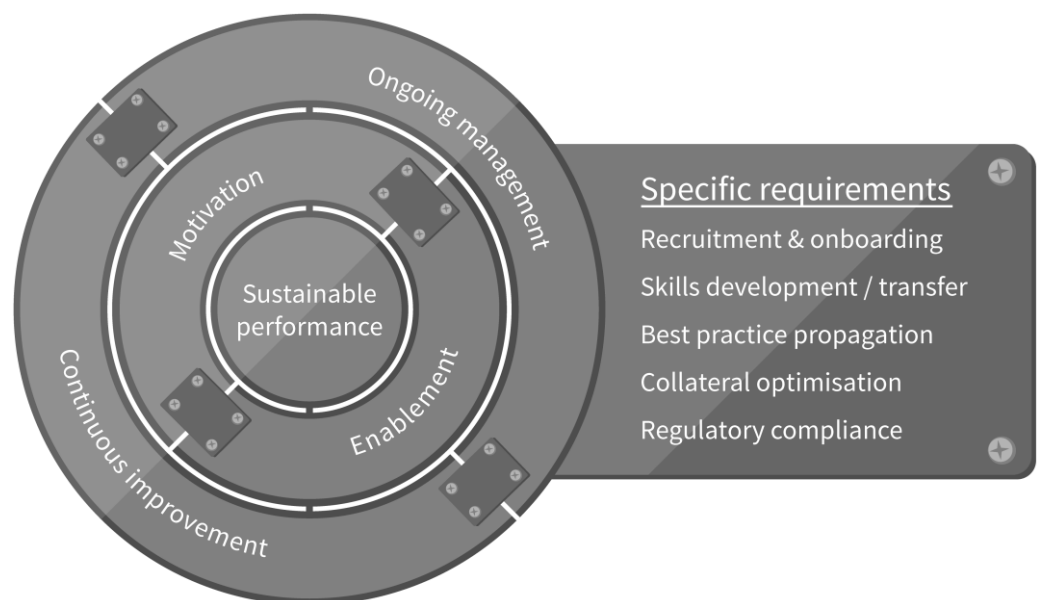 Ongoing management
Motivation
Sustainable
performance
Enablement
Continuous improvement
Specific requirements
Recruitment & onboarding
Skills development / transfer
Best practice propagation
Collateral optimisation
Regulatory compliance